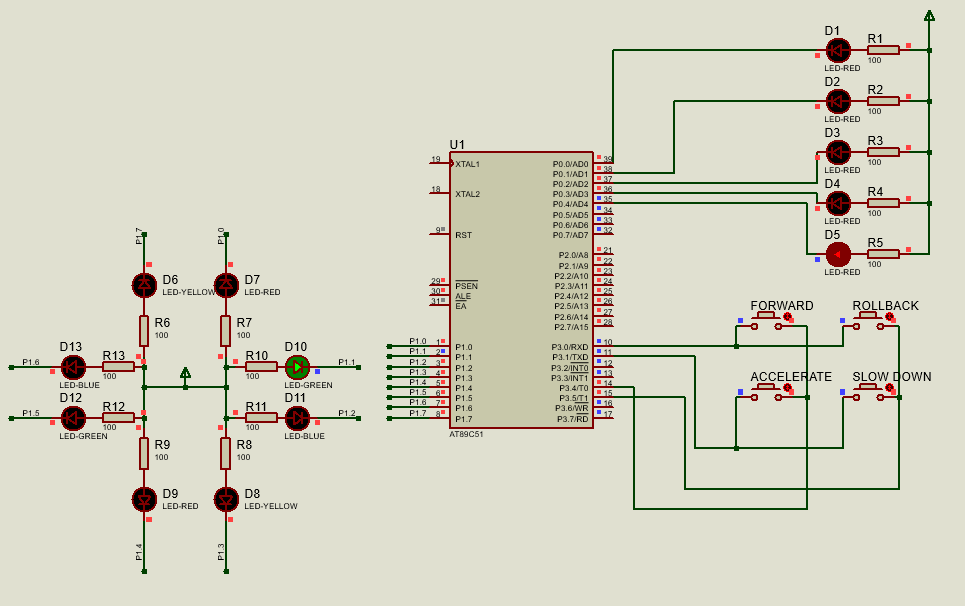 D1
R1
100
LED-RED
D2
R2
100
LED-RED
D3
R3
100
LED-RED
D4
R4
100
LED-RED
D5
R5
100
LED-RED
U1
19
XTAL1
18
XTAL2
9
RST
29
PSEN
30
ALE
31
EA
P0.0/AD0
39
P0.1/AD1
38
P0.2/AD2
37
P0.3/AD3
36
P0.4/AD4
35
P0.5/AD5
34
P0.6/AD6
33
P0.7/AD7
32
P2.0/A8
21
P2.1/A9
22
P2.2/A10
23
P2.3/A11
24
P2.4/A12
25
P2.5/A13
26
P2.6/A14
27
P2.7/A15
28
P1.0 1 P1.0
P1.1 2 P1.1
P1.2 3 P1.2
P1.3 4 P1.3
P1.4 5 P1.4
P1.5 6 P1.5
P1.6 7 P1.6
P1.7 8 P1.7
P3.0/RXD 10
P3.1/TXD 11
P3.2/INT0 12
P3.3/INT1 13
P3.4/T0 14
P3.5/T1 15
P3.6/WR 16
P3.7/RD 17
AT89C51
FORWARD
ROLLBACK
ACCELERATE
SLOW DOWN
P1.7
P1.0
D6
LED-YELLOW
D7
LED-RED
R6
100
R7
100
D13
R13
100
LED-BLUE
P1.6
R10
100
D10
LED-GREEN
P1.1
D12
R12
100
LED-GREEN
P1.5
R11
100
D11
LED-BLUE
P1.2
R9
100
R8
100
D9
LED-RED
D8
LED-YELLOW
P1.4
P1.3